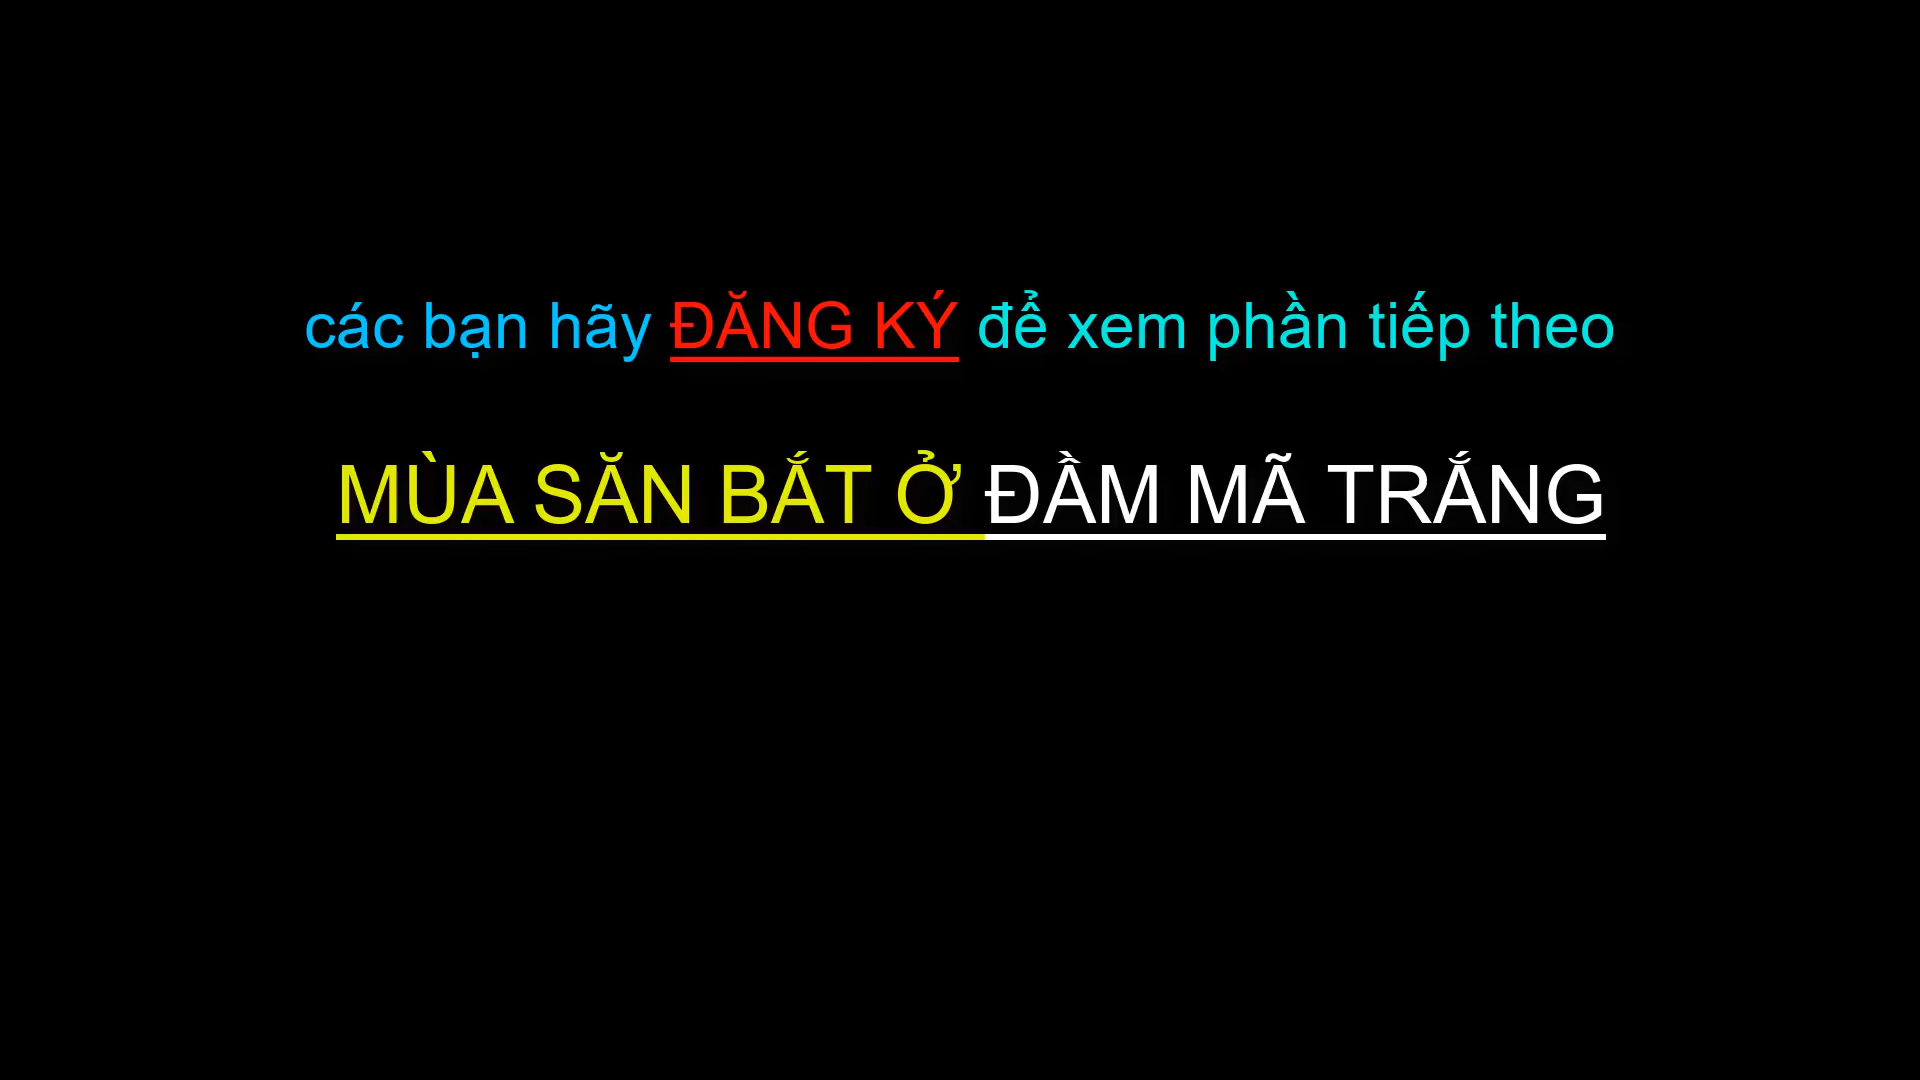 các bạn hãy ĐĂNG KÝ để xem phần tiếp theo
MÙA SĂN BẮT Ở ĐẦM MÃ TRẮNG